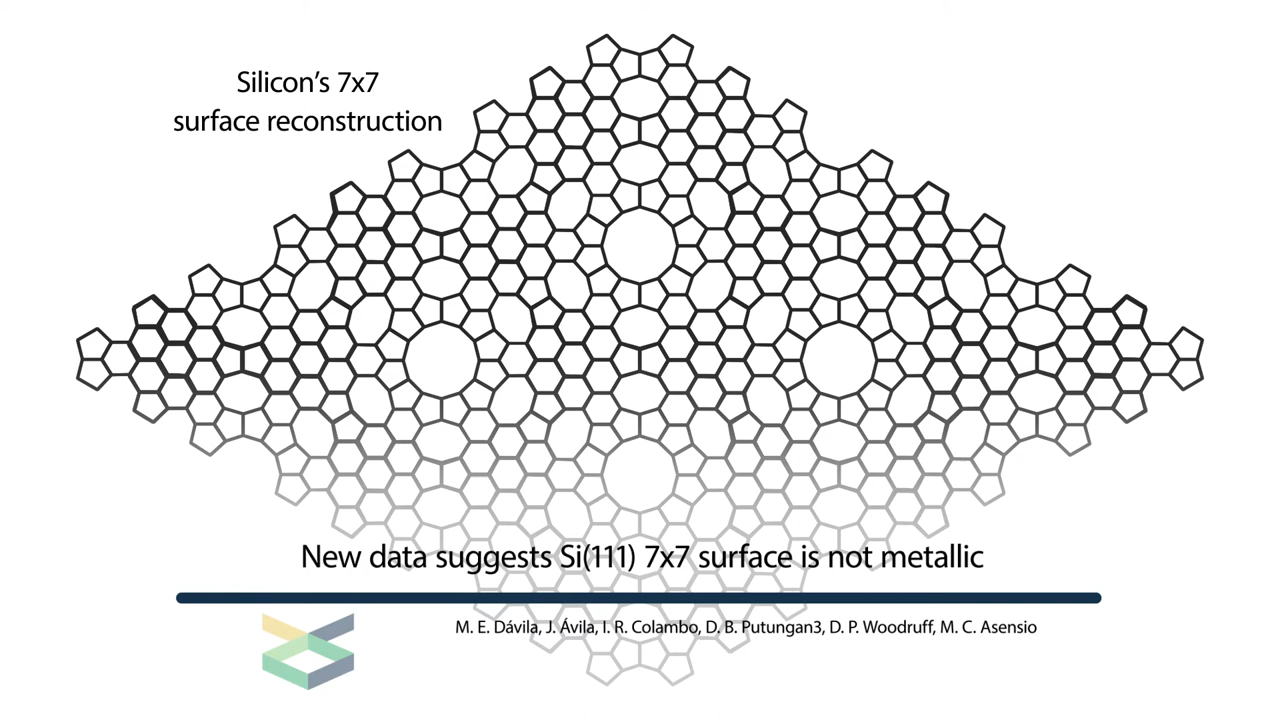 Silicon’s 7x7
surface reconstruction
New data suggests Si(111) 7x7 surface is not metallic
M. E. Dávila, J. Ávila, I. R. Colambo, D. B. Putungan3, D. P. Woodruff, M. C. Asensio